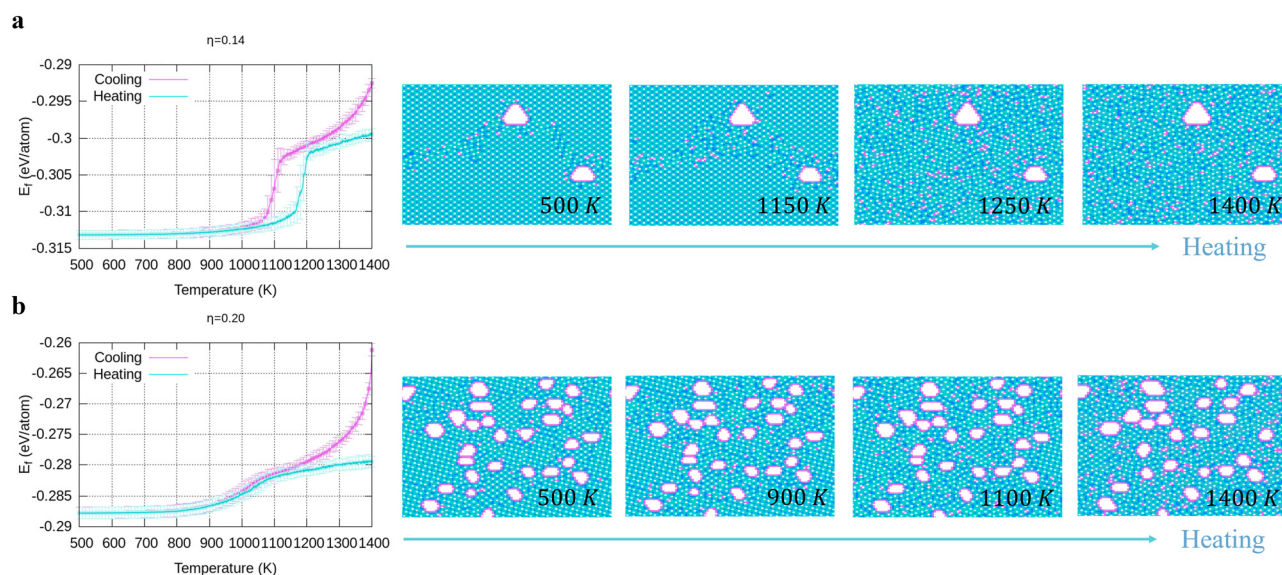 a
η=0.14
-0.29
-0.295
-0.3
-0.305
-0.31
-0.315
E_f (eV/atom)
Cooling
Heating
500 600 700 800 900 1000 1100 1200 1300 1400
Temperature (K)
500 K
1150 K
1250 K
1400 K
Heating
b
η=0.20
-0.26
-0.265
-0.27
-0.275
-0.28
-0.285
-0.29
E_f (eV/atom)
Cooling
Heating
500 600 700 800 900 1000 1100 1200 1300 1400
Temperature (K)
500 K
900 K
1100 K
1400 K
Heating